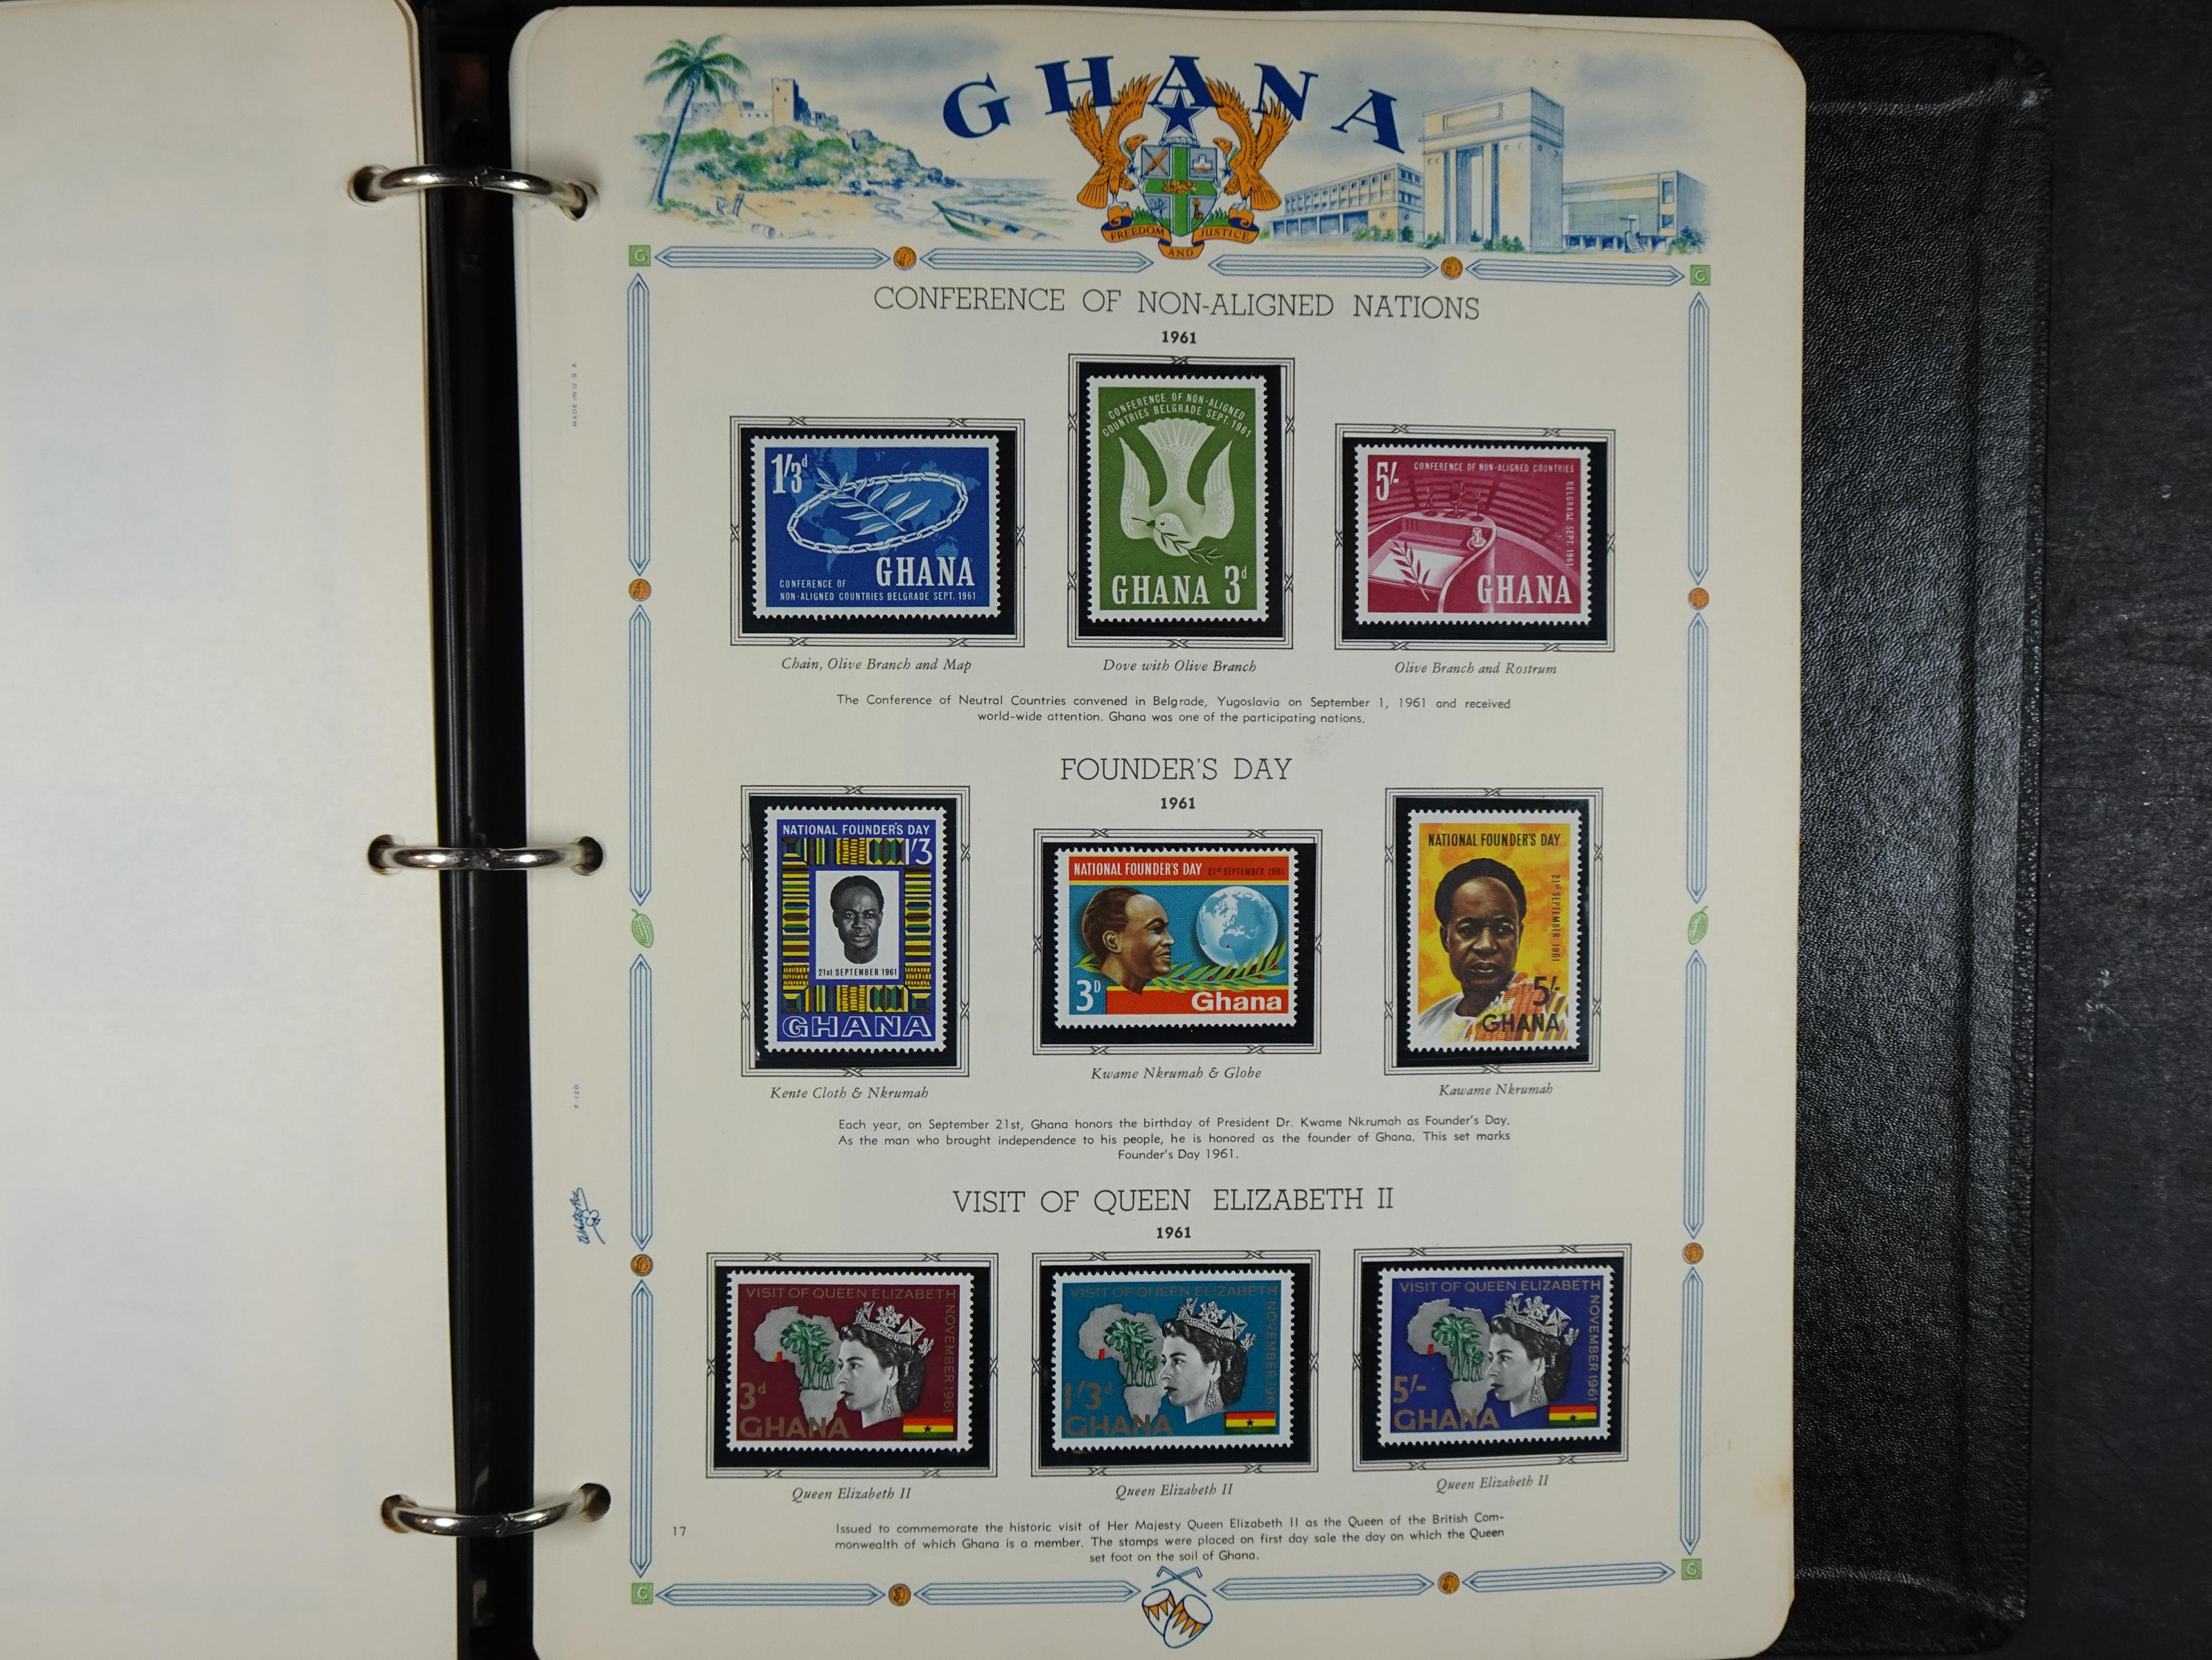 GHANA
FREEDOM AND JUSTICE
G G
CONFERENCE OF NON-ALIGNED NATIONS
1961
1/3d
GHANA
CONFERENCE OF
NON-ALIGNED COUNTRIES BELGRADE SEPT. 1961
CONFERENCE OF NON-ALIGNED
COUNTRIES BELGRADE SEPT. 1961
GHANA 3d
5/-
CONFERENCE OF NON-ALIGNED COUNTRIES
BELGRADE SEPT. 1961
GHANA
Chain, Olive Branch and Map
Dove with Olive Branch
Olive Branch and Rostrum
The Conference of Neutral Countries convened in Belgrade, Yugoslavia on September 1, 1961 and received
world-wide attention. Ghana was one of the participating nations.
FOUNDER'S DAY
1961
NATIONAL FOUNDER'S DAY
1/3
21st SEPTEMBER 1961
GHANA
NATIONAL FOUNDER'S DAY 21st SEPTEMBER 1961
3D
Ghana
NATIONAL FOUNDER'S DAY
21st SEPTEMBER 1961
5/-
GHANA
Kente Cloth & Nkrumah
Kwame Nkrumah & Globe
Kawame Nkrumah
Each year, on September 21st, Ghana honors the birthday of President Dr. Kwame Nkrumah as Founder's Day.
As the man who brought independence to his people, he is honored as the founder of Ghana. This set marks
Founder's Day 1961.
VISIT OF QUEEN ELIZABETH II
1961
VISIT OF QUEEN ELIZABETH
NOVEMBER 1961
3d
GHANA
VISIT OF QUEEN ELIZABETH
NOVEMBER 1961
1/3d
GHANA
VISIT OF QUEEN ELIZABETH
NOVEMBER 1961
5/-
GHANA
Queen Elizabeth II
Queen Elizabeth II
Queen Elizabeth II
17
Issued to commemorate the historic visit of Her Majesty Queen Elizabeth II as the Queen of the British Com-
monwealth of which Ghana is a member. The stamps were placed on first day sale the day on which the Queen
set foot on the soil of Ghana.
G G
MADE IN U.S.A.